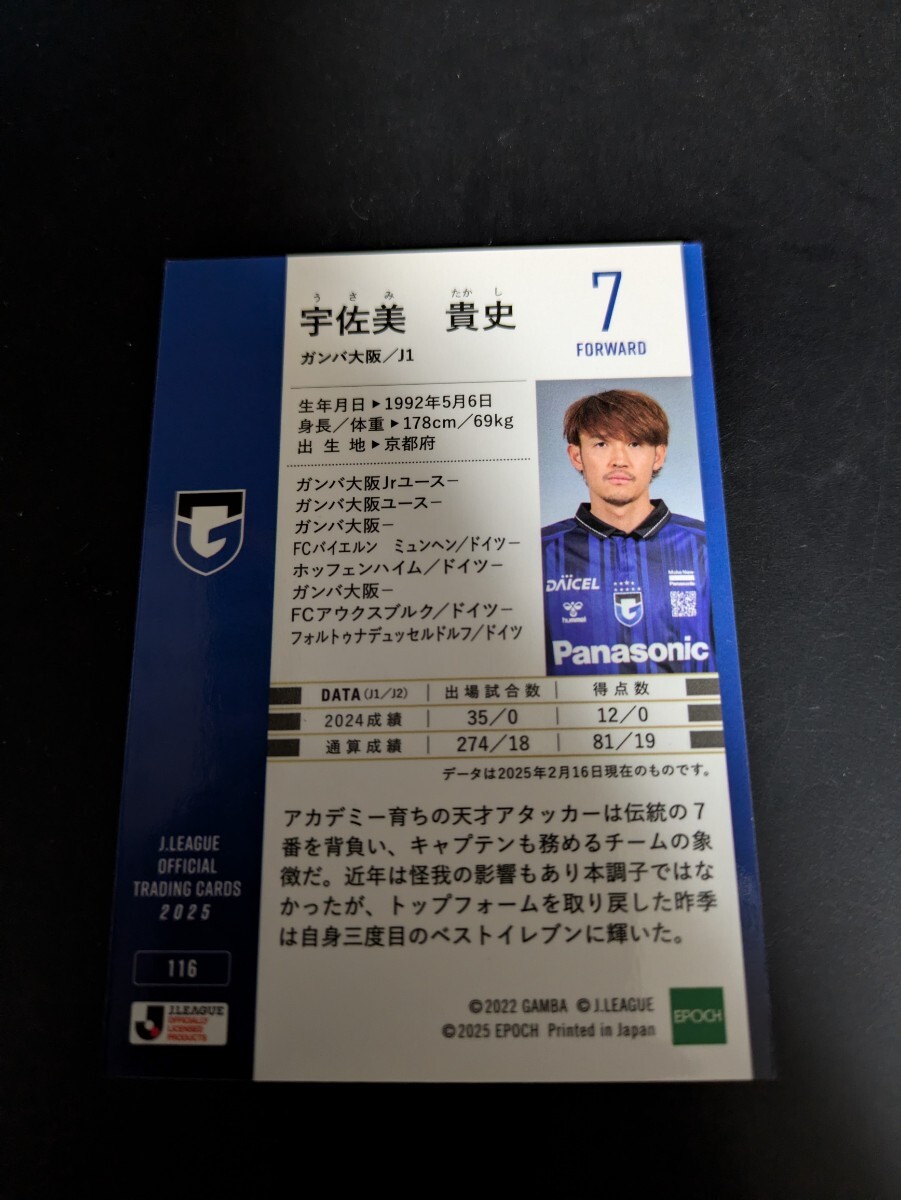 うさみ たかし
宇佐美 貴史
ガンバ大阪／J1
7
FORWARD
生年月日▶1992年5月6日
身長／体重▶178cm／69kg
出生地▶京都府
ガンバ大阪Jrユース−
ガンバ大阪ユース−
ガンバ大阪−
FCバイエルン ミュンヘン/ドイツ−
ホッフェンハイム／ドイツ−
ガンバ大阪−
FCアウクスブルク/ドイツ−
フォルトゥナデュッセルドルフ/ドイツ
DAICEL
hummel
Panasonic
DATA（J1／J2） 出場試合数 得点数
2024成績 35／0 12／0
通算成績 274／18 81／19
データは2025年2月16日現在のものです。
アカデミー育ちの天才アタッカーは伝統の7
番を背負い、キャプテンも務めるチームの象
徴だ。近年は怪我の影響もあり本調子ではな
かったが、トップフォームを取り戻した昨季
は自身三度目のベストイレブンに輝いた。
J.LEAGUE
OFFICIAL
TRADING CARDS
2025
116
J.LEAGUE
OFFICIALLY
LICENSED
PRODUCTS
©2022 GAMBA ©J.LEAGUE
©2025 EPOCH Printed in Japan
EPOCH